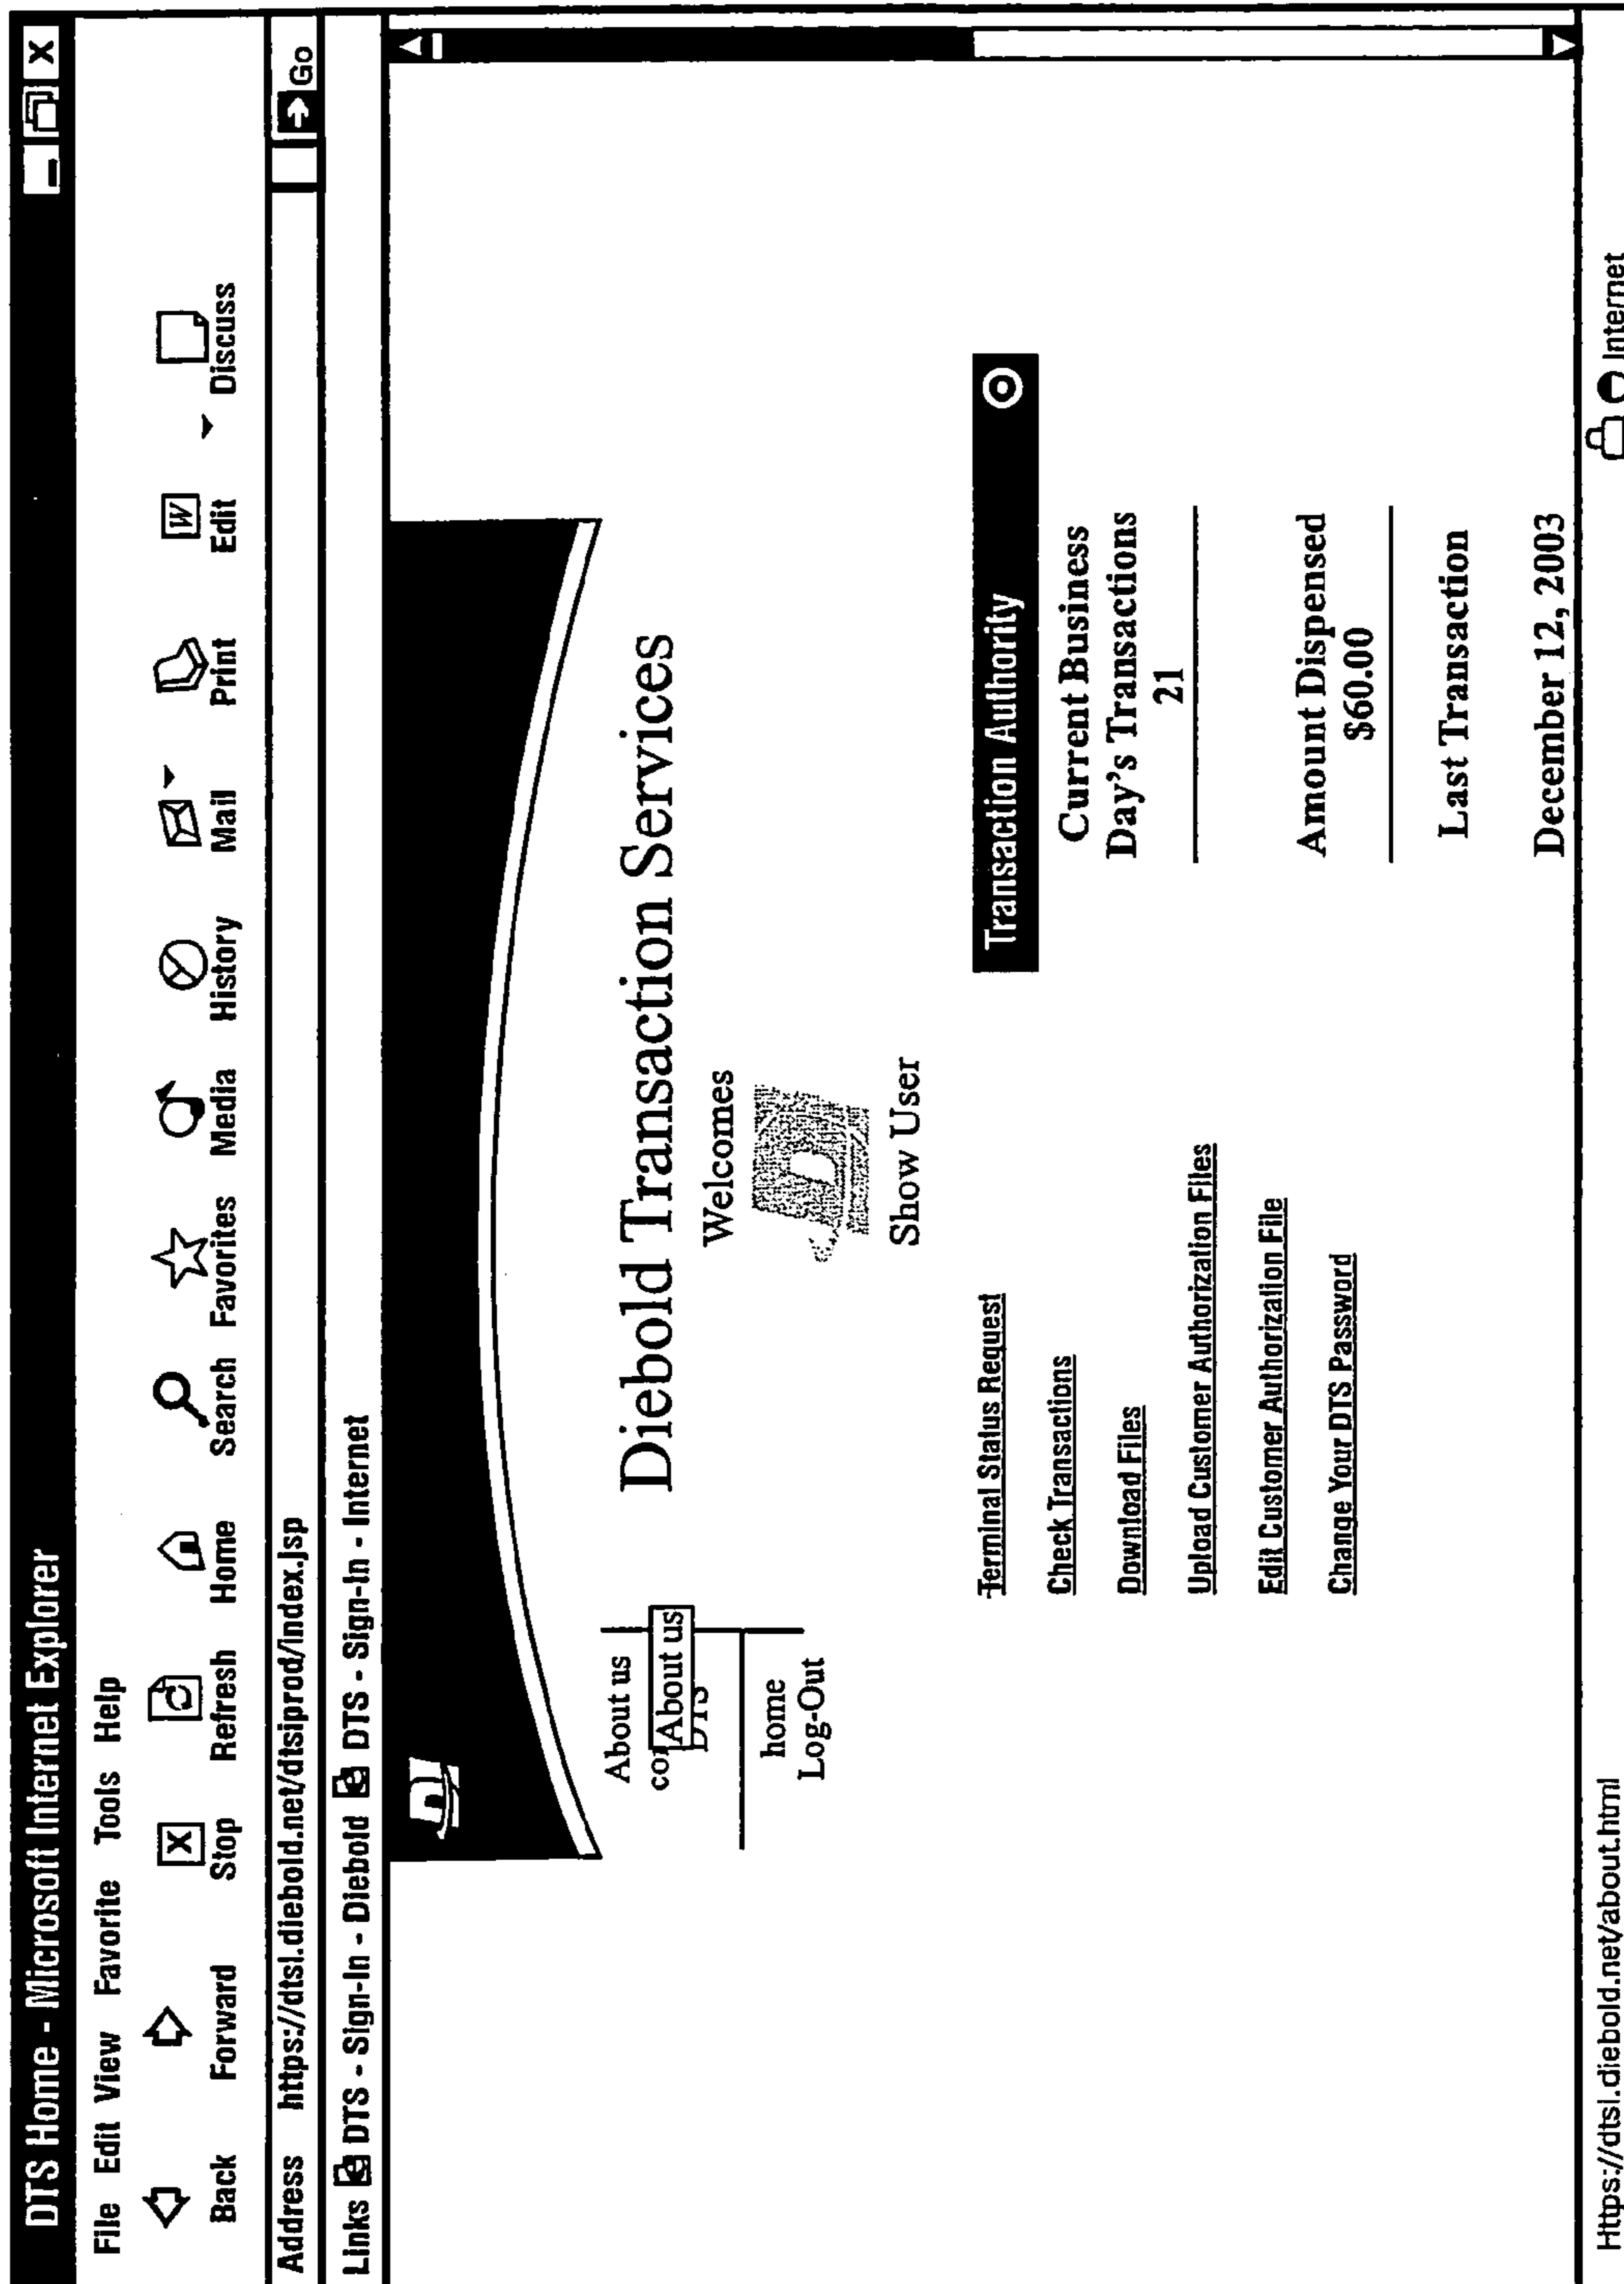 DTS Home - Microsoft Internet Explorer
X
File Edit View Favorite Tools Help
Back Forward Stop Refresh Home Search Favorites Media History Mail Print Edit Discuss
Address https://dtsl.diebold.net/dtsiprod/index.jsp Go
Links DTS - Sign-In - Diebold DTS - Sign-In - Internet
About us
About us
DTS
home
Log-Out
Diebold Transaction Services
Welcomes
D
Show User
Terminal Status Request
Check Transactions
Download Files
Upload Customer Authorization Files
Edit Customer Authorization File
Change Your DTS Password
Transaction Authority
Current Business
Day's Transactions
21
Amount Dispensed
$60.00
Last Transaction
December 12, 2003
Https://dtsl.diebold.net/about.html Internet